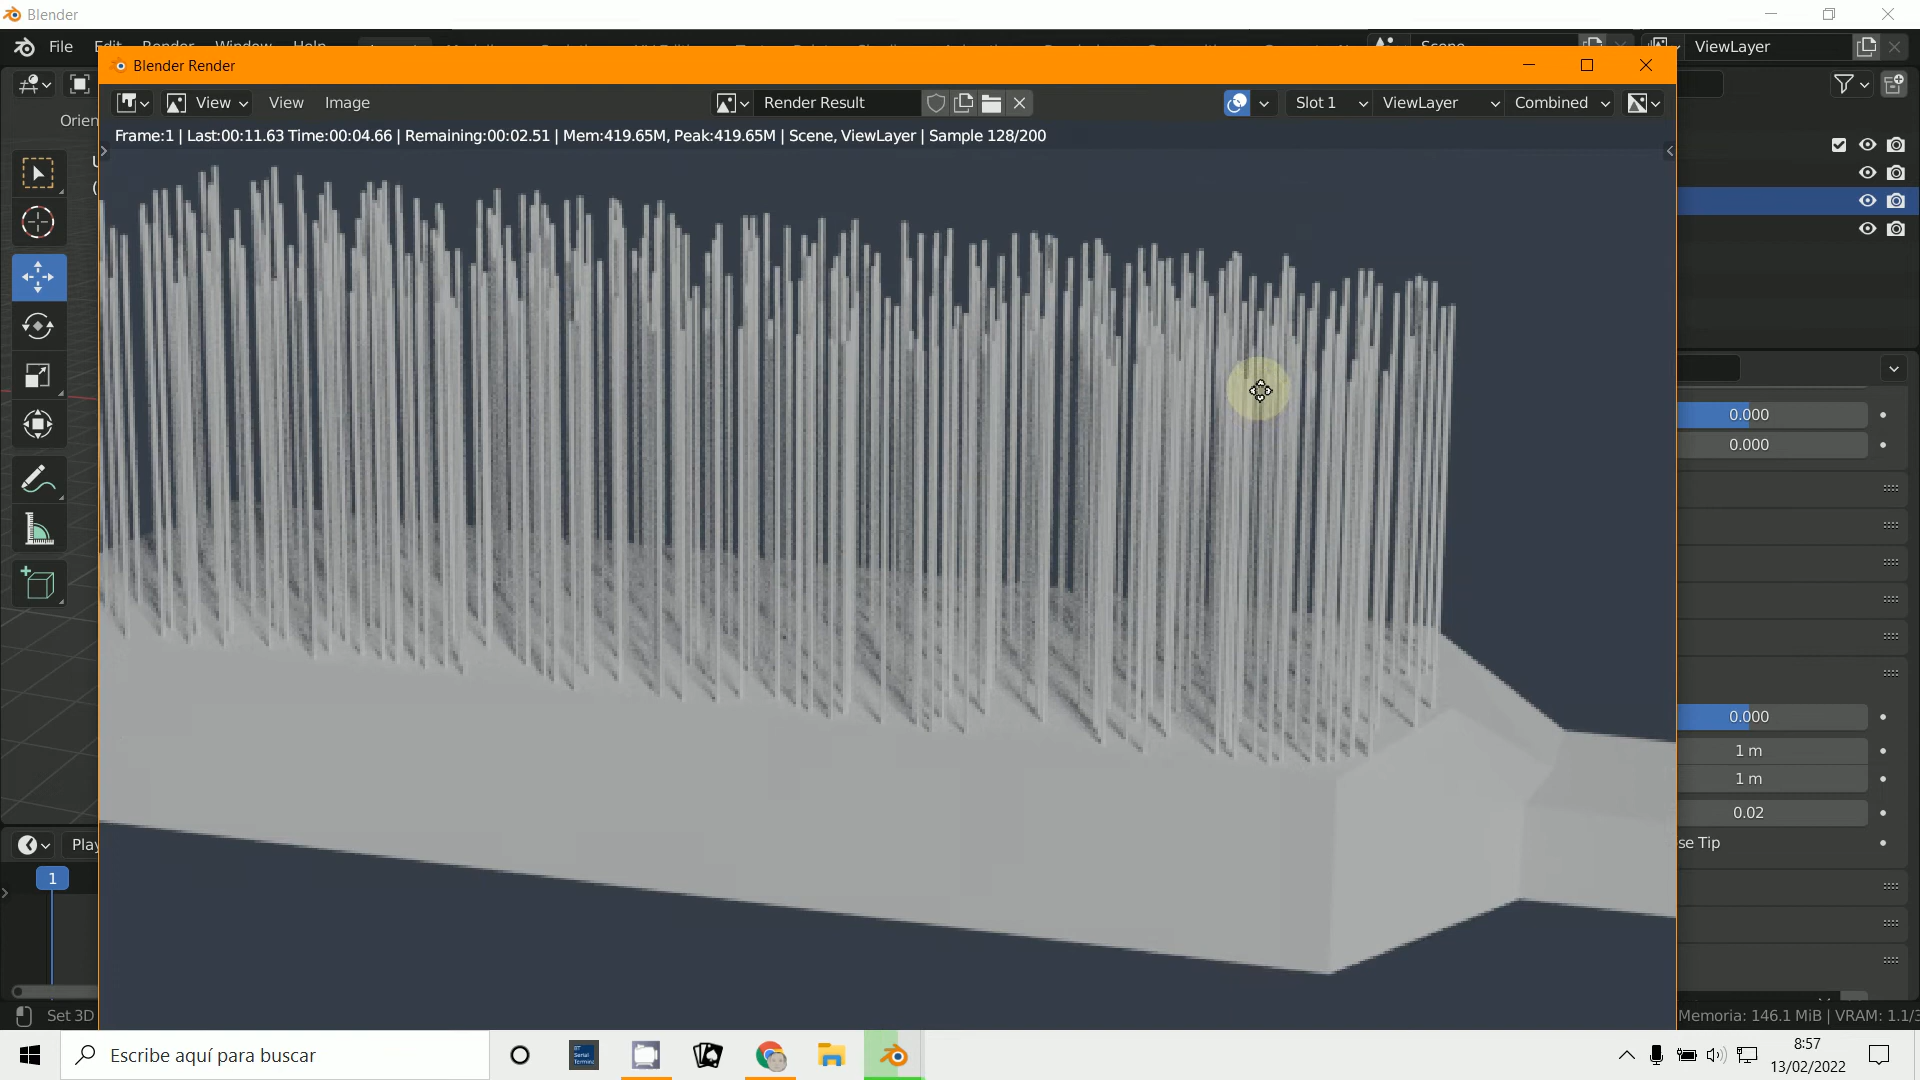 Blender
File
ViewLayer
Blender Render
View View Image Render Result Slot 1 ViewLayer Combined
Frame:1 | Last:00:11.63 Time:00:04.66 | Remaining:00:02.51 | Mem:419.65M, Peak:419.65M | Scene, ViewLayer | Sample 128/200
Orien
0.000
0.000
0.000
1 m
1 m
0.02
se Tip
Play
1
Set 3D
Memoria: 146.1 MiB | VRAM: 1.1/3
Escribe aquí para buscar
8:57
13/02/2022